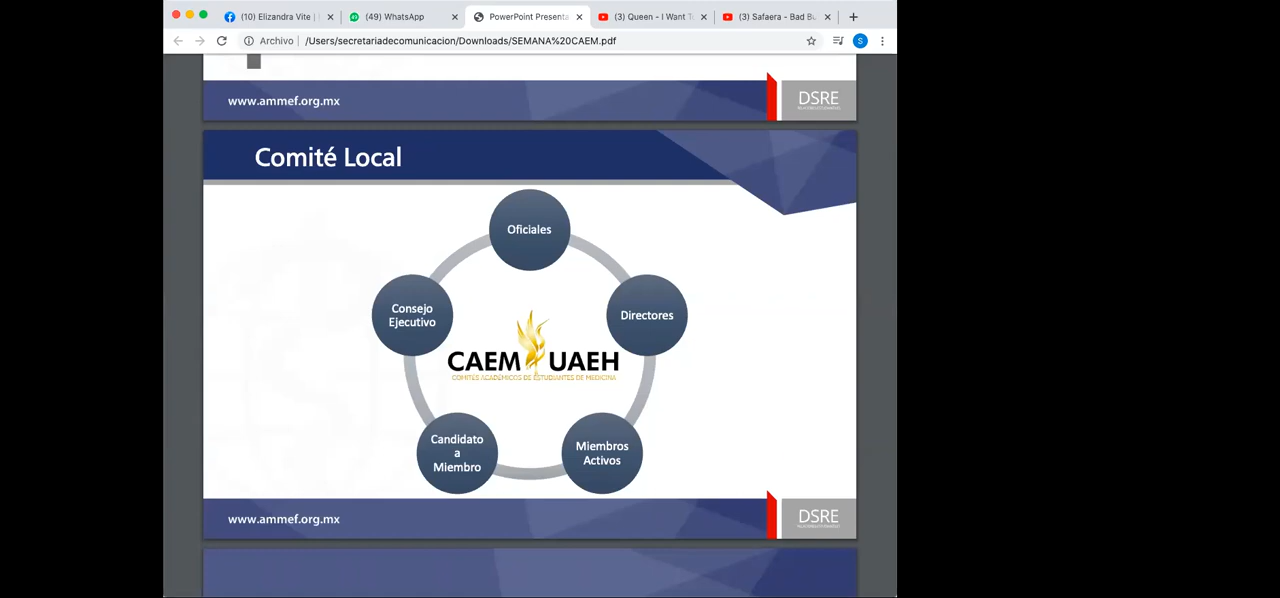 (10) Elizandra Vite |
(49) WhatsApp
PowerPoint Presenta
(3) Queen - I Want T
(3) Safaera - Bad Bu
Archivo | /Users/secretariadecomunicacion/Downloads/SEMANA%20CAEM.pdf
S
www.ammef.org.mx
DSRE
Comité Local
Oficiales
Consejo
Ejecutivo
Directores
CAEM UAEH
COMITÉS ACADÉMICOS DE ESTUDIANTES DE MEDICINA
Candidato
a
Miembro
Miembros
Activos
www.ammef.org.mx
DSRE